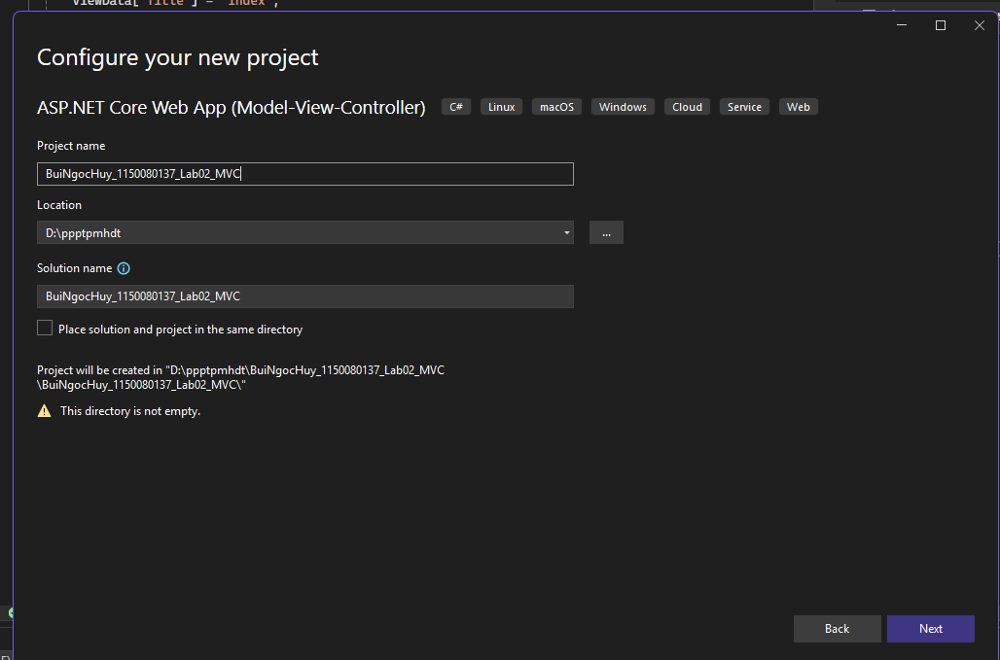 ViewData["Title"] = "Index";
Configure your new project
ASP.NET Core Web App (Model-View-Controller) C# Linux macOS Windows Cloud Service Web
Project name
BuiNgocHuy_1150080137_Lab02_MVC
Location
D:\ppptpmhdt
...
Solution name
BuiNgocHuy_1150080137_Lab02_MVC
Place solution and project in the same directory
Project will be created in "D:\ppptpmhdt\BuiNgocHuy_1150080137_Lab02_MVC
\BuiNgocHuy_1150080137_Lab02_MVC\"
This directory is not empty.
Back Next